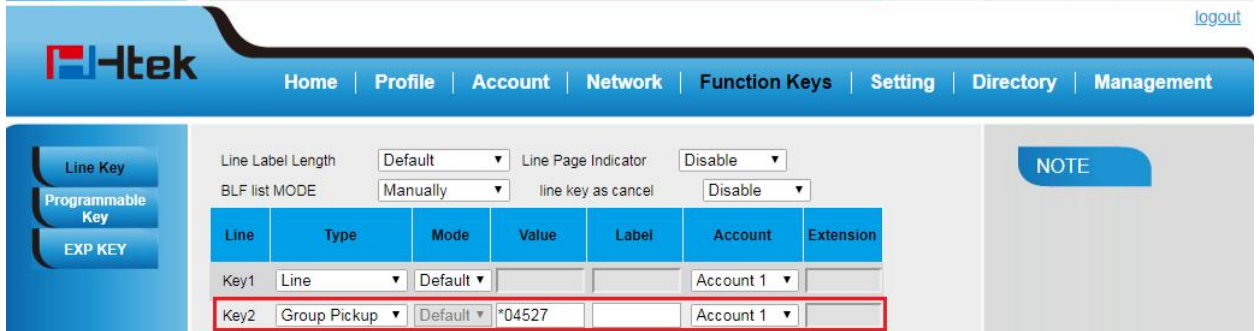 logout
Htek
Home | Profile | Account | Network | Function Keys | Setting | Directory | Management
Line Key
Programmable Key
EXP KEY
Line Label Length Default Line Page Indicator Disable
BLF list MODE Manually line key as cancel Disable
Line Type Mode Value Label Account Extension
Key1 Line Default Account 1
Key2 Group Pickup Default *04527 Account 1
NOTE